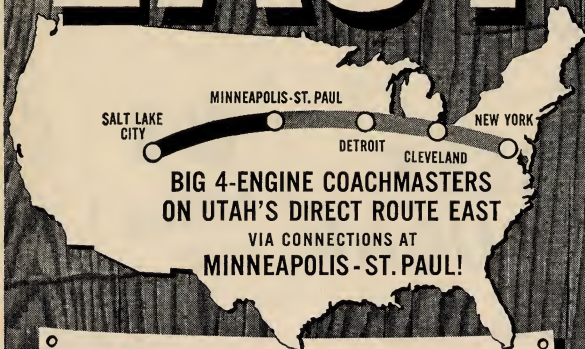 MINNEAPOLIS-ST. PAUL
SALT LAKE
CITY
NEW YORK
DETROIT
CLEVELAND
BIG 4-ENGINE COACHMASTERS
ON UTAH'S DIRECT ROUTE EAST
VIA CONNECTIONS AT
MINNEAPOLIS - ST. PAUL!